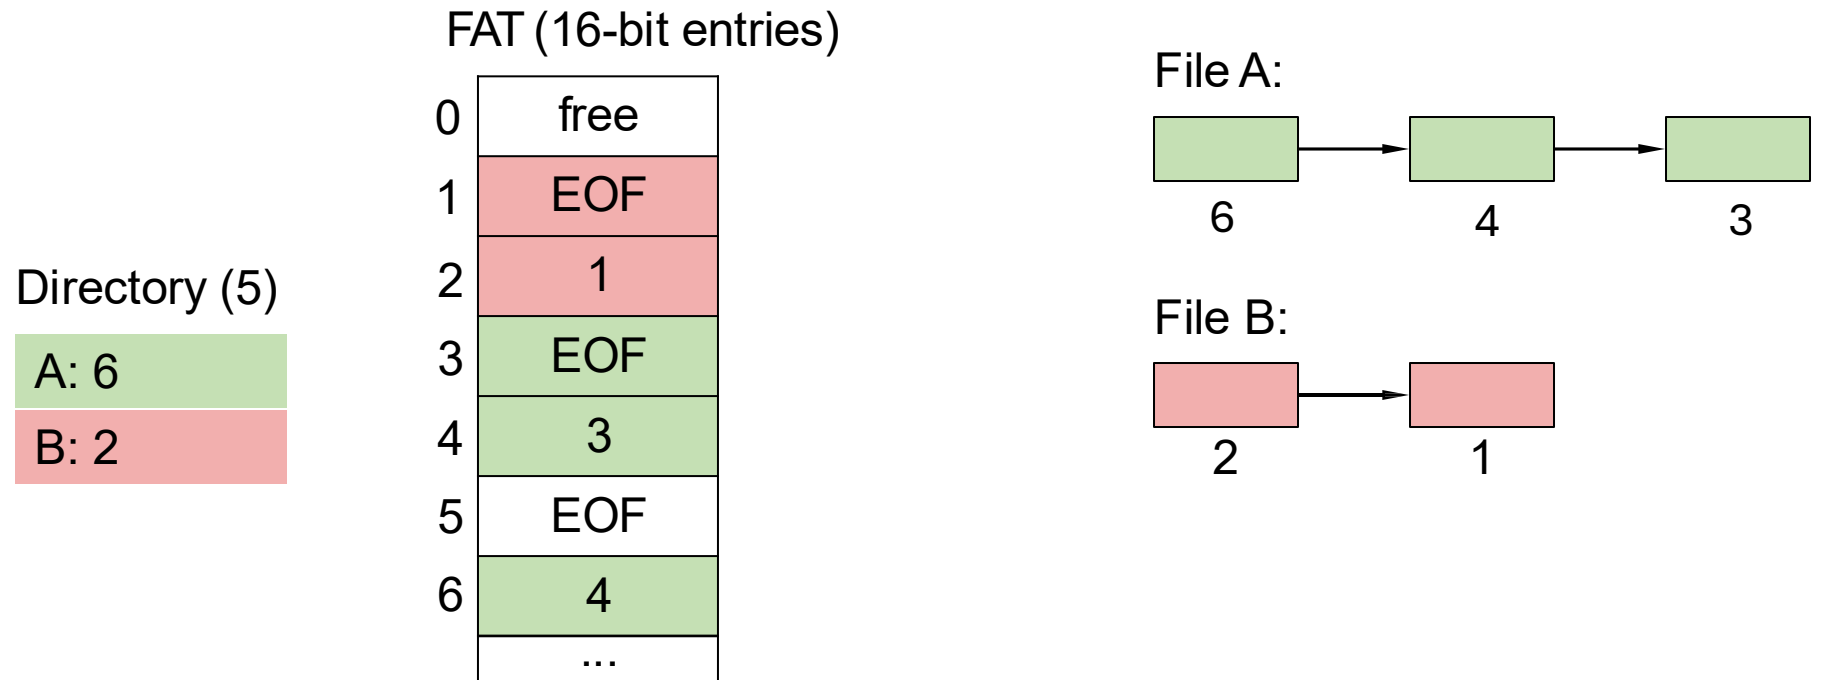 FAT (16-bit entries)
0 free
1 EOF
2 1
3 EOF
4 3
5 EOF
6 4
...
Directory (5)
A: 6
B: 2
File A:
6 4 3
File B:
2 1